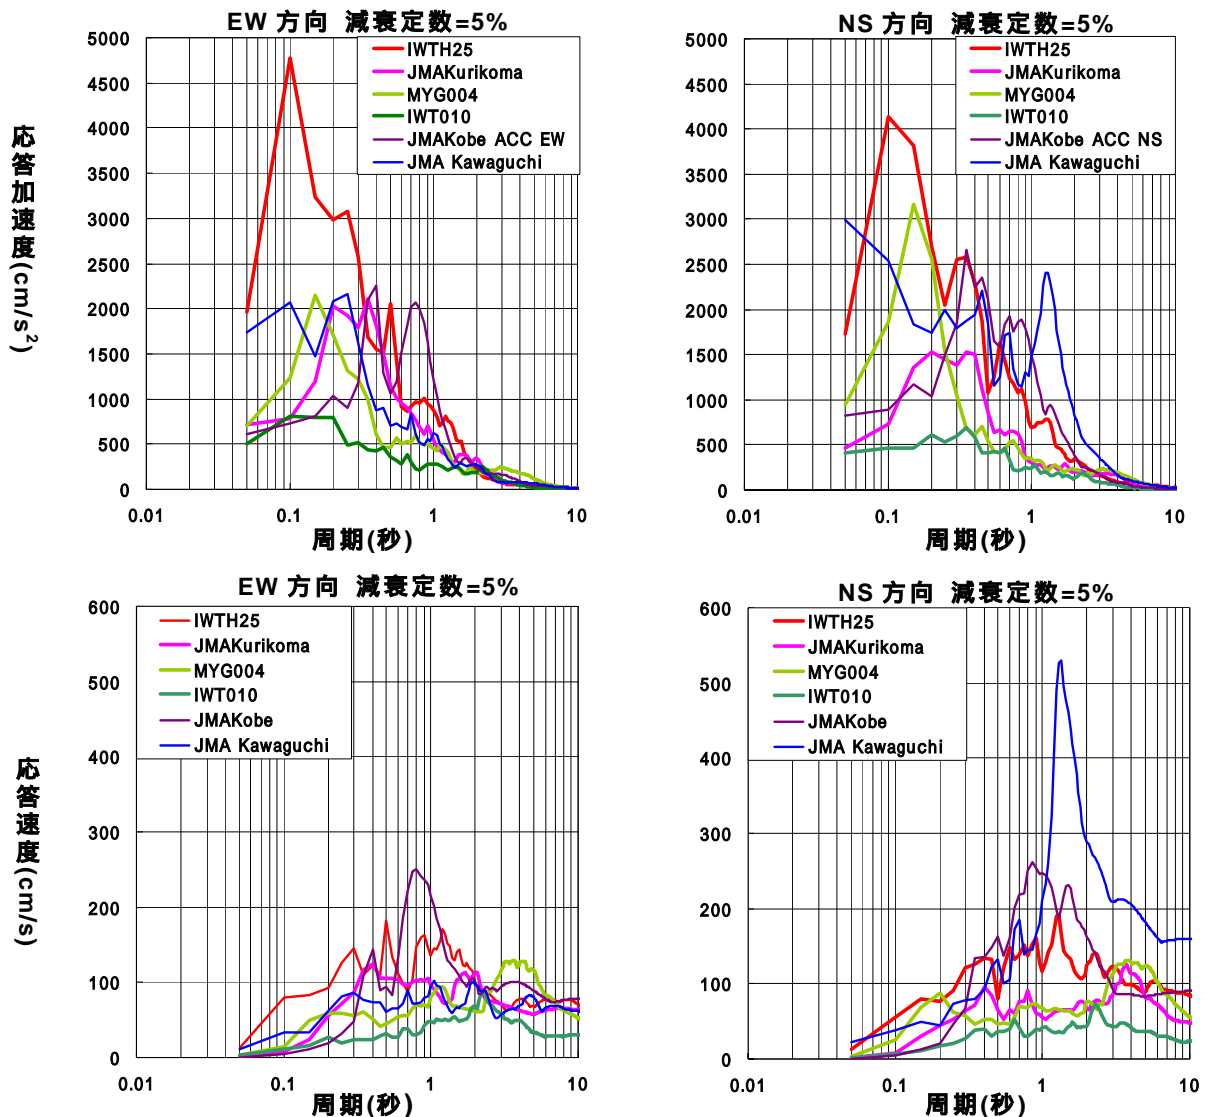 EW 方向 減衰定数=5%
5000
4500
4000
3500
3000
2500
2000
1500
1000
500
0
0.01
0.1
1
10
周期(秒)
応答加速度(cm/s²)
IWTH25
JMAKurikoma
MYG004
IWT010
JMAKobe ACC EW
JMA Kawaguchi
NS 方向 減衰定数=5%
5000
4500
4000
3500
3000
2500
2000
1500
1000
500
0
0.01
0.1
1
10
周期(秒)
IWTH25
JMAKurikoma
MYG004
IWT010
JMAKobe ACC NS
JMA Kawaguchi
EW 方向 減衰定数=5%
600
500
400
300
200
100
0
0.01
0.1
1
10
周期(秒)
応答速度(cm/s)
IWTH25
JMAKurikoma
MYG004
IWT010
JMAKobe
JMA Kawaguchi
NS 方向 減衰定数=5%
600
500
400
300
200
100
0
0.01
0.1
1
10
周期(秒)
IWTH25
JMAKurikoma
MYG004
IWT010
JMAKobe
JMA Kawaguchi